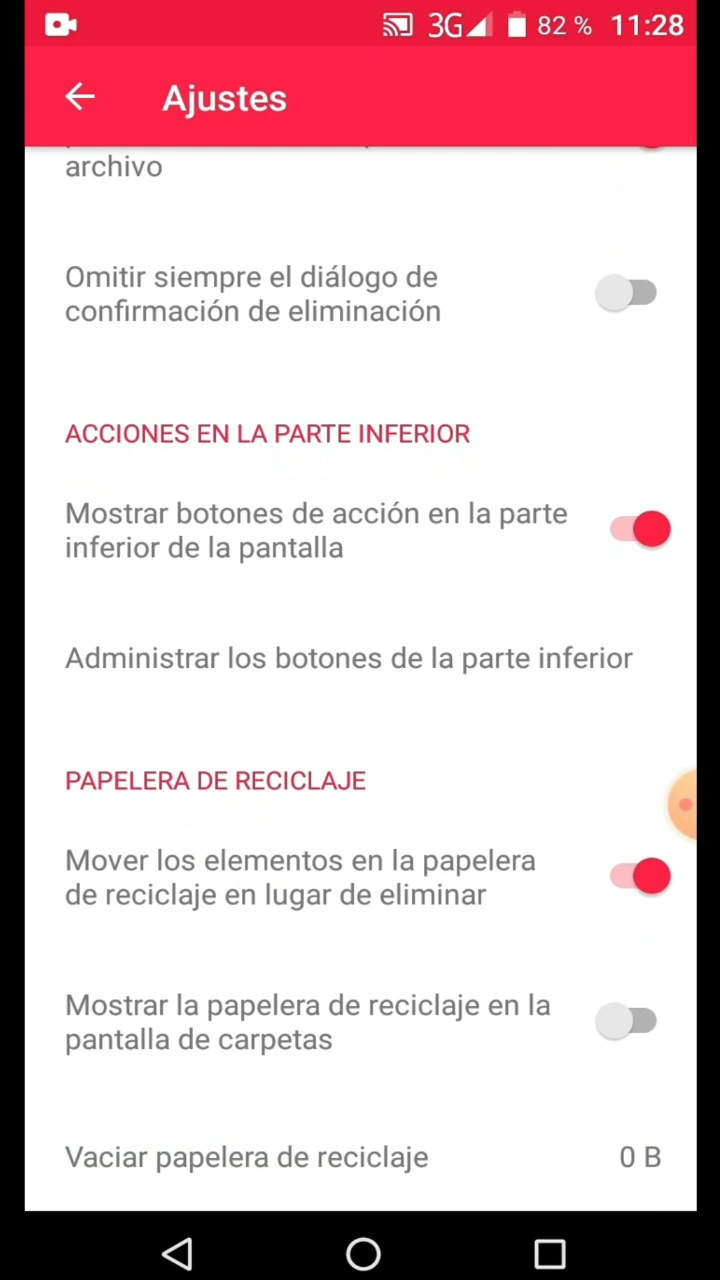 3G 82 % 11:28
Ajustes
archivo
Omitir siempre el diálogo de
confirmación de eliminación
ACCIONES EN LA PARTE INFERIOR
Mostrar botones de acción en la parte
inferior de la pantalla
Administrar los botones de la parte inferior
PAPELERA DE RECICLAJE
Mover los elementos en la papelera
de reciclaje en lugar de eliminar
Mostrar la papelera de reciclaje en la
pantalla de carpetas
Vaciar papelera de reciclaje 0 B